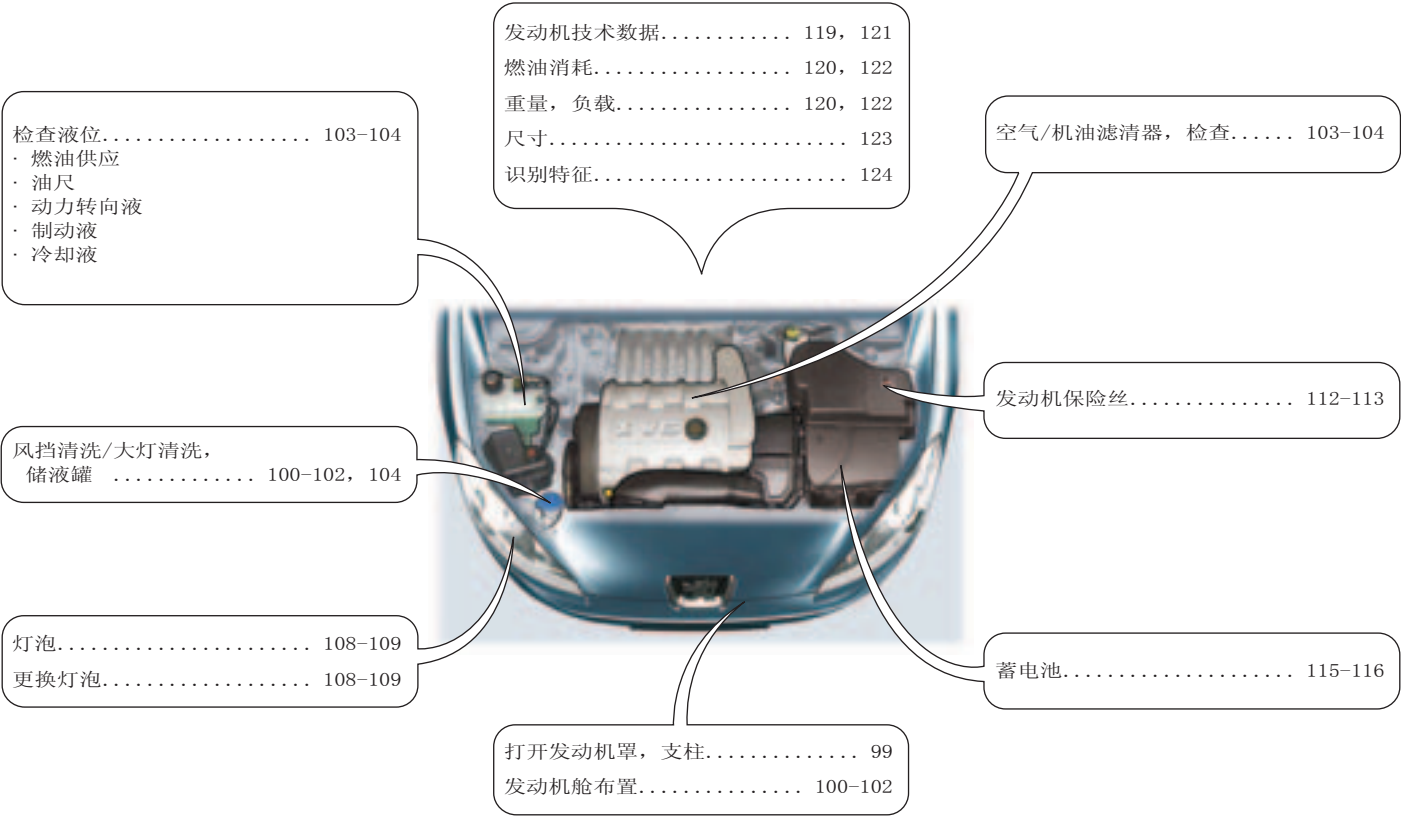 发动机技术数据............ 119，121
燃油消耗.................. 120，122
重量，负载................ 120，122
尺寸............................. 123
识别特征....................... 124
检查液位................... 103-104
· 燃油供应
· 油尺
· 动力转向液
· 制动液
· 冷却液
空气/机油滤清器，检查...... 103-104
发动机保险丝............... 112-113
风挡清洗/大灯清洗，
储液罐 ............. 100-102，104
灯泡....................... 108-109
更换灯泡................... 108-109
蓄电池..................... 115-116
打开发动机罩，支柱.............. 99
发动机舱布置............... 100-102